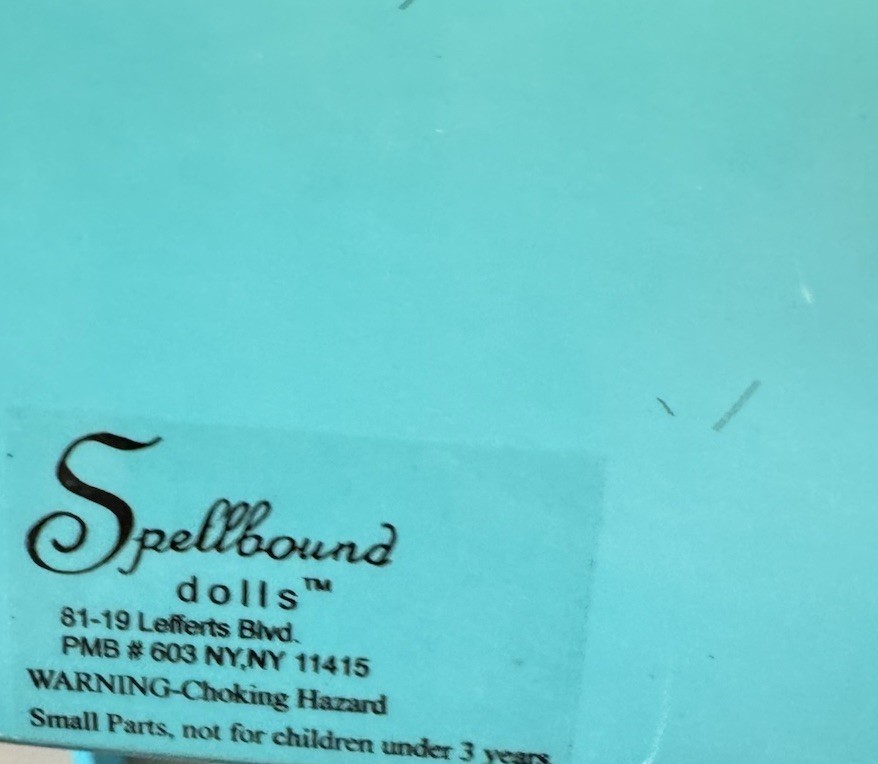 Spellbound
dolls™
81-19 Lefferts Blvd.
PMB # 603 NY,NY 11415
WARNING-Choking Hazard
Small Parts, not for children under 3 years